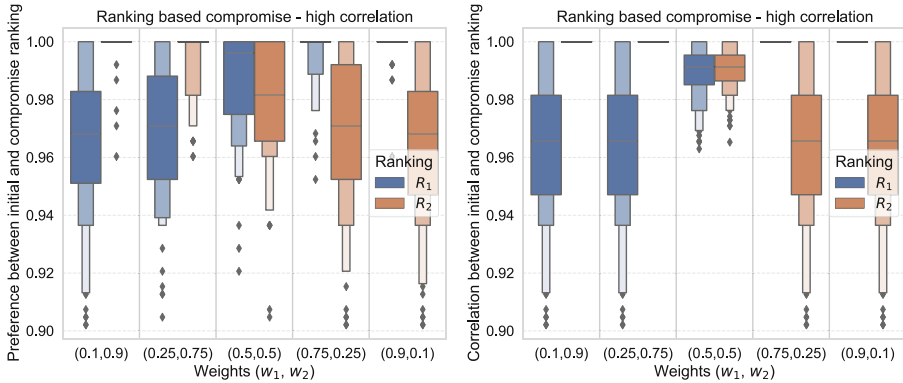 Ranking based compromise - high correlation
Preference between initial and compromise ranking
1.00
0.98
0.96
0.94
0.92
0.90
Ranking
R₁
R₂
(0.1,0.9) (0.25,0.75) (0.5,0.5) (0.75,0.25) (0.9,0.1)
Weights (w₁, w₂)
Ranking based compromise - high correlation
Correlation between initial and compromise ranking
1.00
0.98
0.96
0.94
0.92
0.90
Ranking
R₁
R₂
(0.1,0.9) (0.25,0.75) (0.5,0.5) (0.75,0.25) (0.9,0.1)
Weights (w₁, w₂)